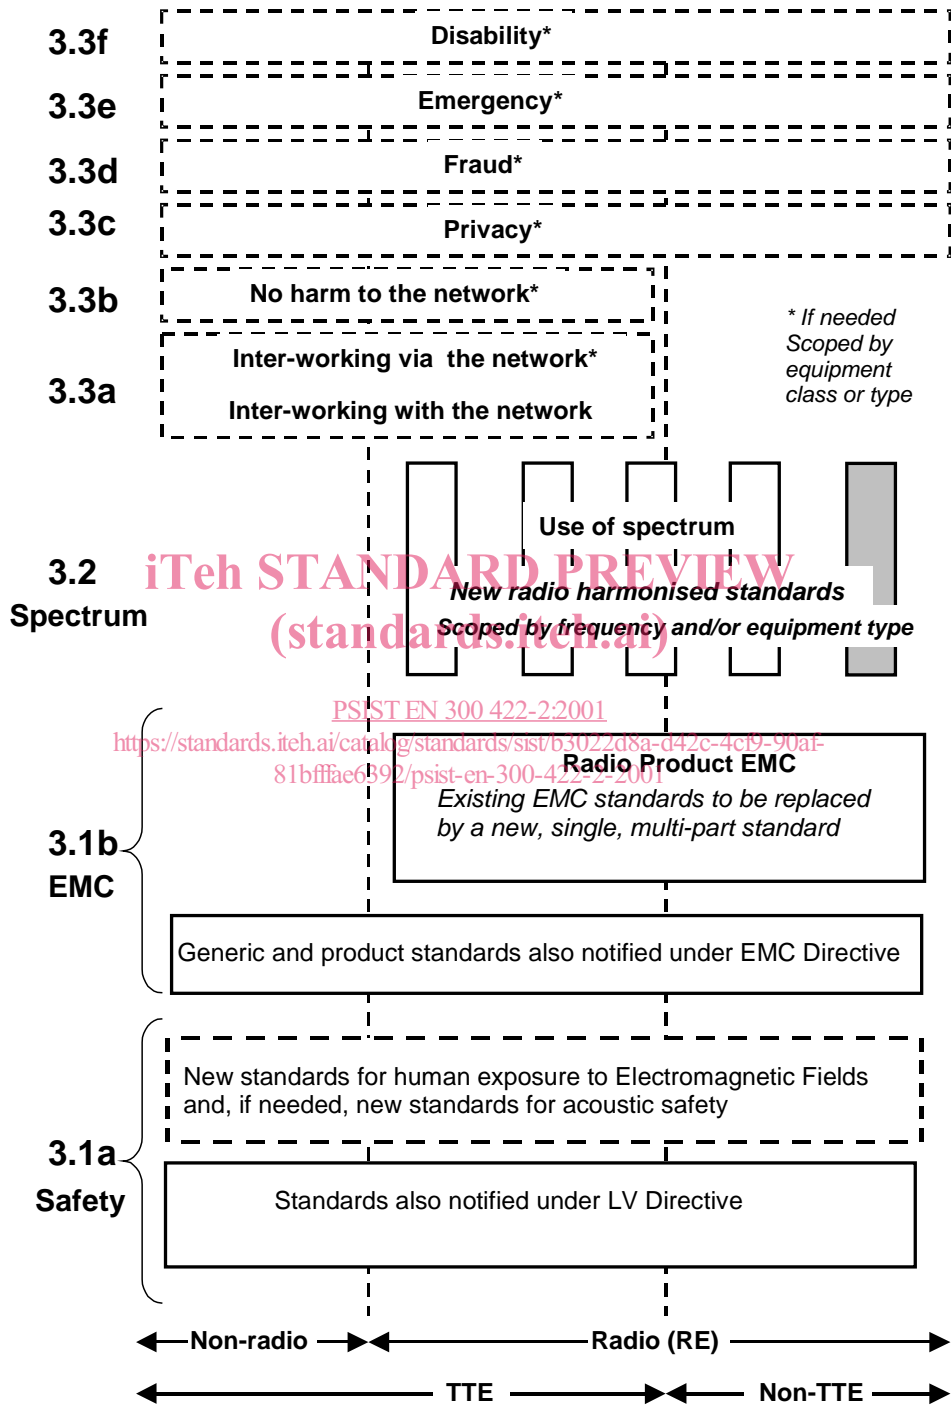 3.3f
Disability*
3.3e
Emergency*
3.3d
Fraud*
3.3c
Privacy*
3.3b
No harm to the network*
* If needed
Scoped by
equipment
class or type
3.3a
Inter-working via the network*
Inter-working with the network
Use of spectrum
3.2
Spectrum
iTeh STANDARD PREVIEW
New radio harmonised standards
(standards.iteh.ai)
Scoped by frequency and/or equipment type
PSIST EN 300 422-2:2001
https://standards.iteh.ai/catalog/standards/sist/b3022d8a-d42c-4cf9-90af-
81bfffae6392/psist-en-300-422-2-2001
Radio Product EMC
Existing EMC standards to be replaced
by a new, single, multi-part standard
3.1b
EMC
Generic and product standards also notified under EMC Directive
New standards for human exposure to Electromagnetic Fields
and, if needed, new standards for acoustic safety
3.1a
Safety
Standards also notified under LV Directive
Non-radio
Radio (RE)
TTE
Non-TTE